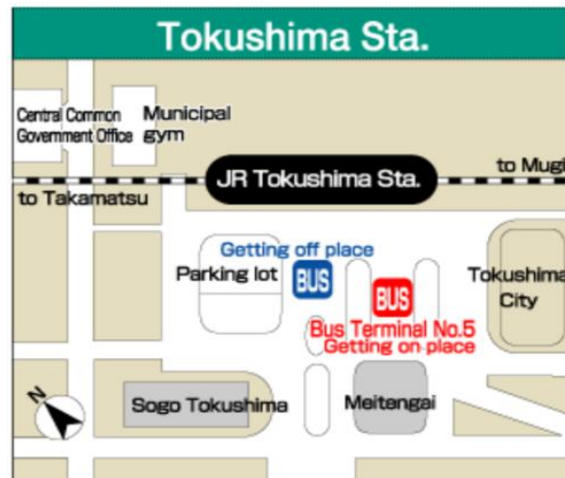 Tokushima Sta.
Central Common
Government Office
Municipal
gym
JR Tokushima Sta.
to Mugi
to Takamatsu
Getting off place
BUS
Parking lot
BUS
Tokushima
City
Bus Terminal No.5
Getting on place
Sogo Tokushima
Meitengai
N